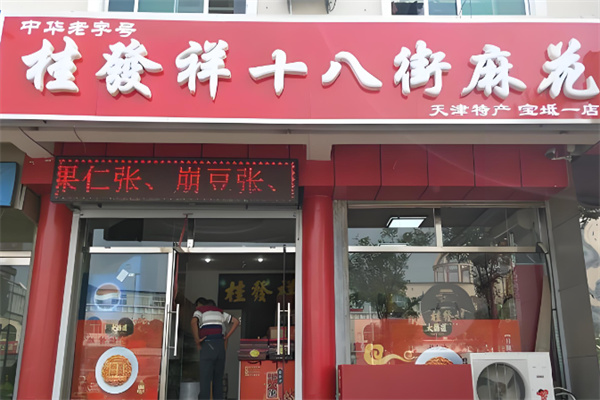 中华老字号
桂發祥十八街麻花
天津特产 宝坻一店
果仁张、崩豆张、
桂發祥